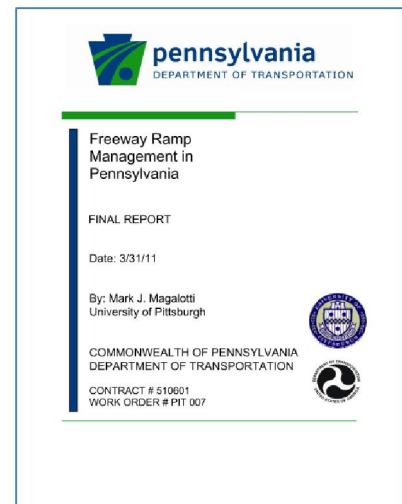 pennsylvania
DEPARTMENT OF TRANSPORTATION
Freeway Ramp
Management in
Pennsylvania
FINAL REPORT
Date: 3/31/11
By: Mark J. Magalotti
University of Pittsburgh
COMMONWEALTH OF PENNSYLVANIA
DEPARTMENT OF TRANSPORTATION
CONTRACT # 510601
WORK ORDER # PIT 007